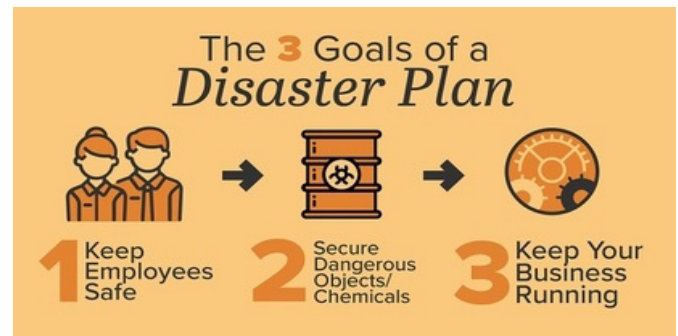 The 3 Goals of a
Disaster Plan
1 Keep
Employees
Safe
2 Secure
Dangerous
Objects/
Chemicals
3 Keep Your
Business
Running